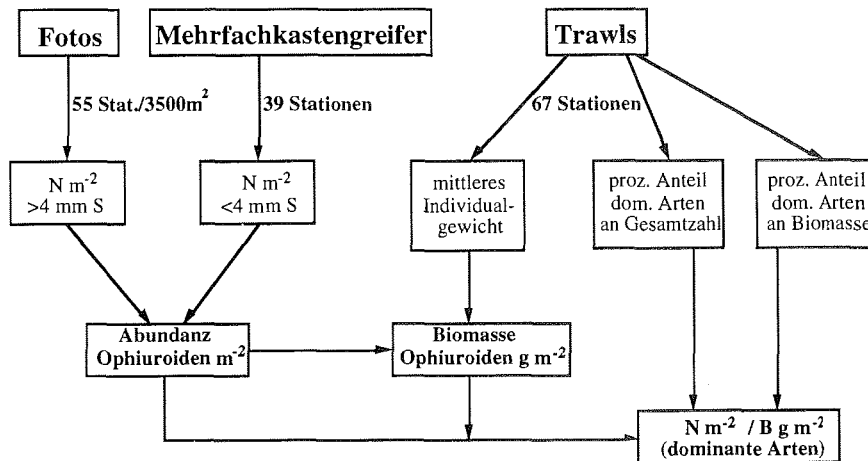 Fotos
Mehrfachkastengreifer
Trawls
55 Stat./3500m²
39 Stationen
67 Stationen
N m⁻²
>4 mm S
N m⁻²
<4 mm S
mittleres
Individual-
gewicht
proz. Anteil
dom. Arten
an Gesamtzahl
proz. Anteil
dom. Arten
an Biomasse
Abundanz
Ophiuroiden m⁻²
Biomasse
Ophiuroiden g m⁻²
N m⁻² / B g m⁻²
(dominante Arten)